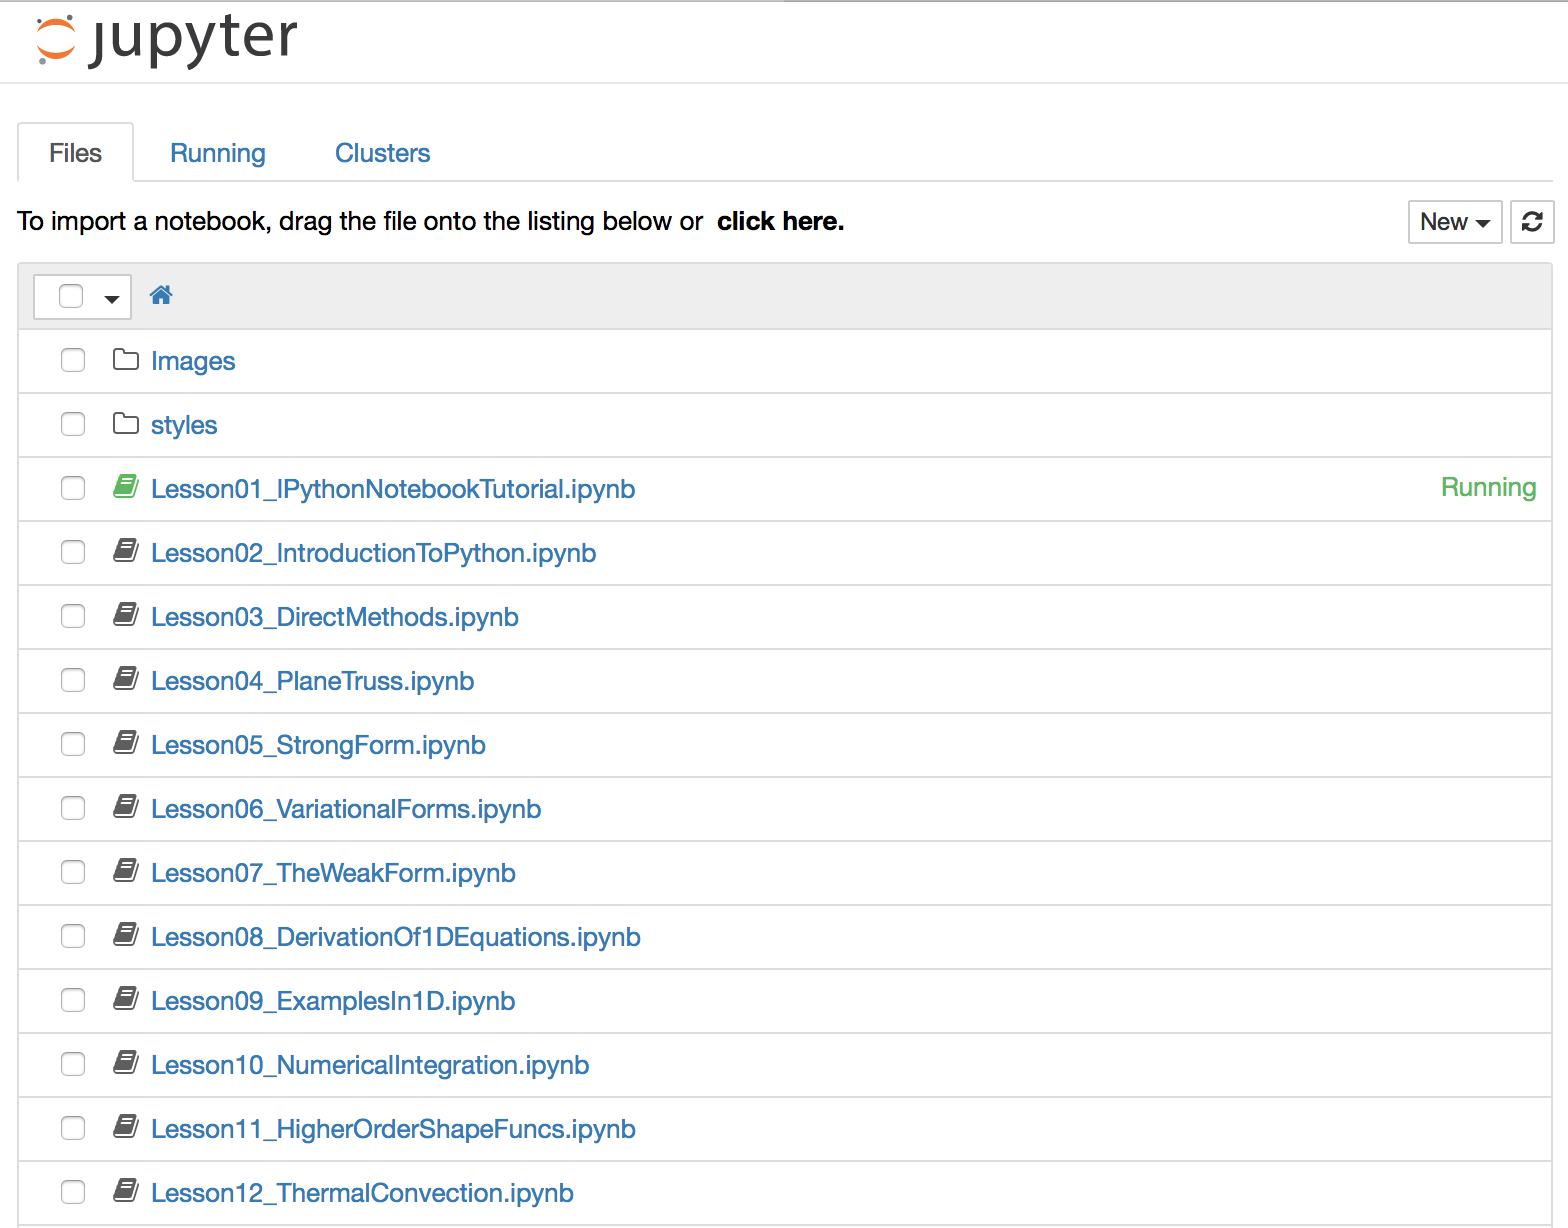 jupyter
Files Running Clusters
To import a notebook, drag the file onto the listing below or click here. New
Images
styles
Lesson01_IPythonNotebookTutorial.ipynb Running
Lesson02_IntroductionToPython.ipynb
Lesson03_DirectMethods.ipynb
Lesson04_PlaneTruss.ipynb
Lesson05_StrongForm.ipynb
Lesson06_VariationalForms.ipynb
Lesson07_TheWeakForm.ipynb
Lesson08_DerivationOf1DEquations.ipynb
Lesson09_ExamplesIn1D.ipynb
Lesson10_NumericalIntegration.ipynb
Lesson11_HigherOrderShapeFuncs.ipynb
Lesson12_ThermalConvection.ipynb